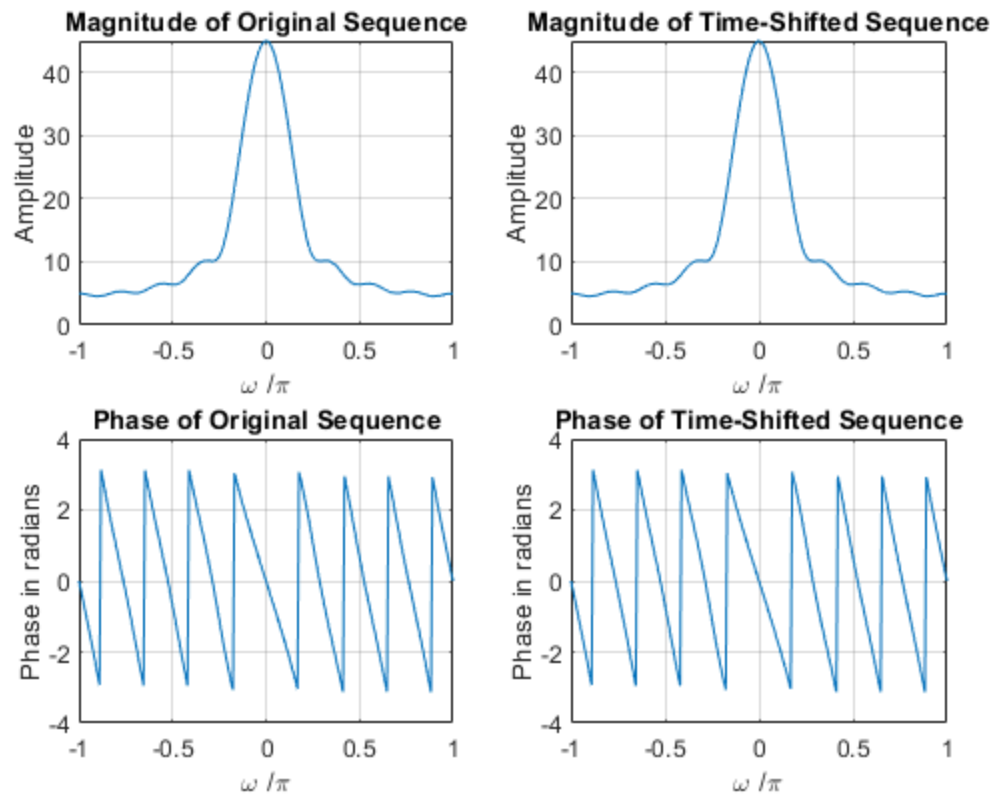 Magnitude of Original Sequence
Amplitude
40
30
20
10
0
-1 -0.5 0 0.5 1
ω /π
Magnitude of Time-Shifted Sequence
Amplitude
40
30
20
10
0
-1 -0.5 0 0.5 1
ω /π
Phase of Original Sequence
Phase in radians
4
2
0
-2
-4
-1 -0.5 0 0.5 1
ω /π
Phase of Time-Shifted Sequence
Phase in radians
4
2
0
-2
-4
-1 -0.5 0 0.5 1
ω /π